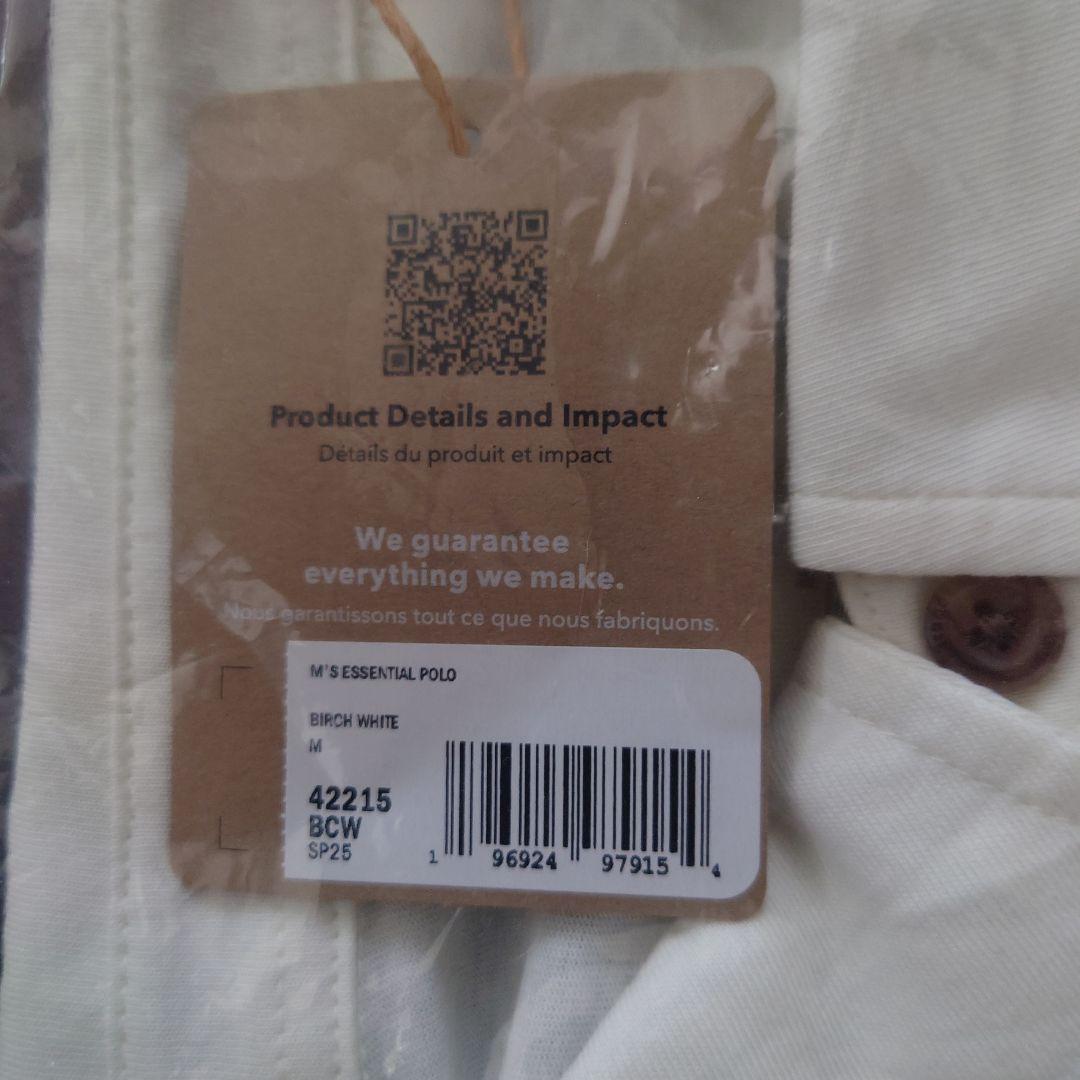 Product Details and Impact
Détails du produit et impact
We guarantee
everything we make.
Nous garantissons tout ce que nous fabriquons.
M'S ESSENTIAL POLO
BIRCH WHITE
M
42215
BCW
SP25
1 96924 97915 4